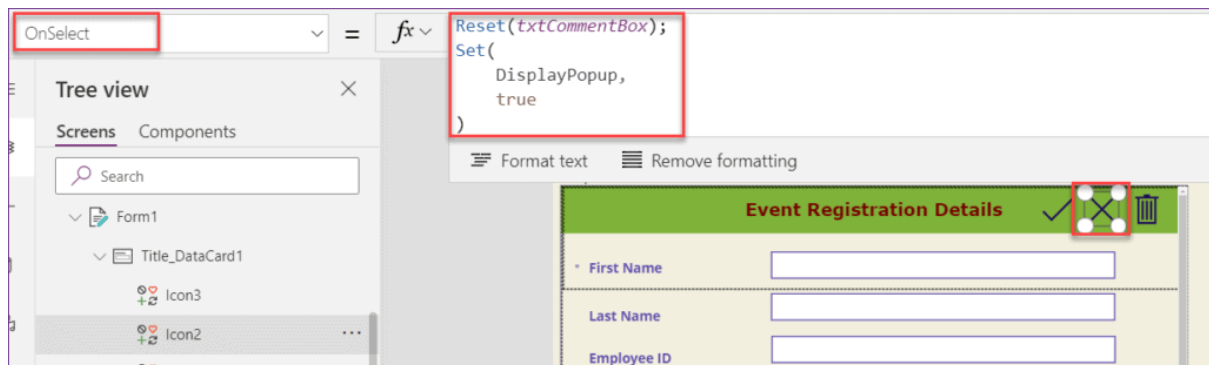 OnSelect
=
fx
Reset(txtCommentBox);
Set(
DisplayPopup,
true
)
Format text
Remove formatting
Tree view
Screens
Components
Search
Form1
Title_DataCard1
Icon3
Icon2
Event Registration Details
* First Name
Last Name
Employee ID